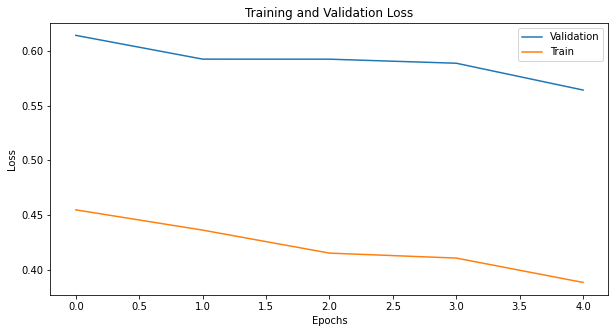 Training and Validation Loss
Validation
Train
0.60
0.55
0.50
0.45
0.40
Loss
0.0 0.5 1.0 1.5 2.0 2.5 3.0 3.5 4.0
Epochs